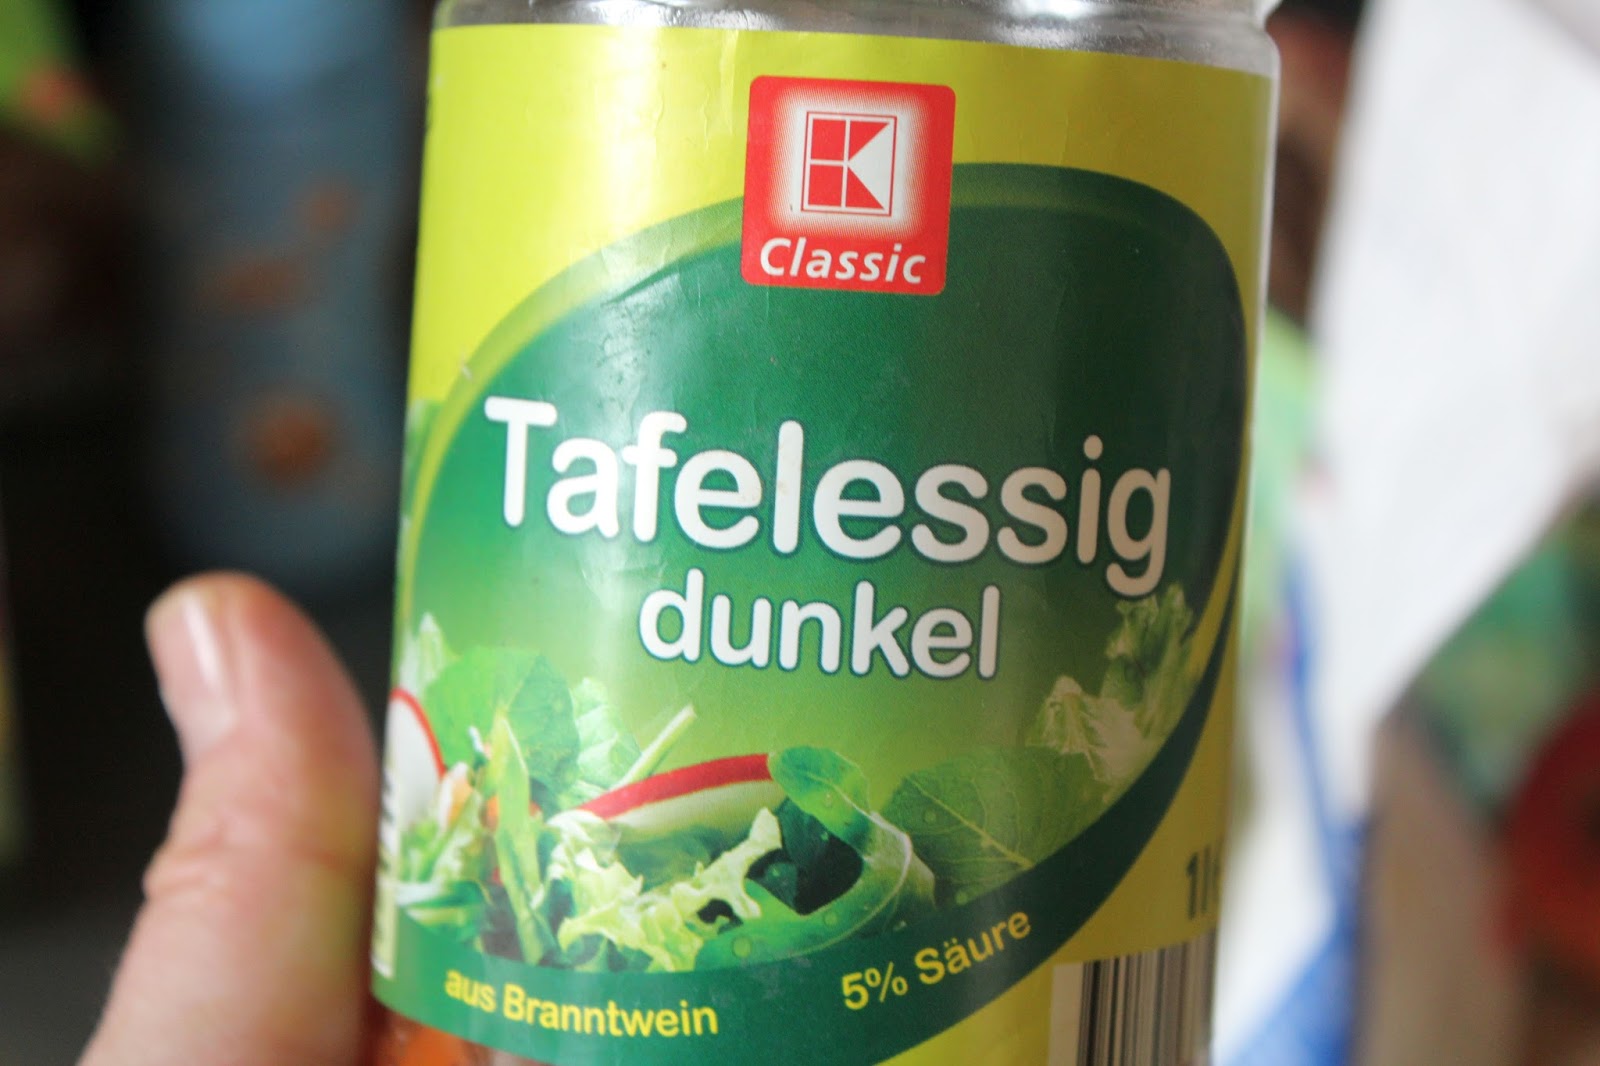 K
Classic
Tafelessig
dunkel
aus Branntwein
5% Säure